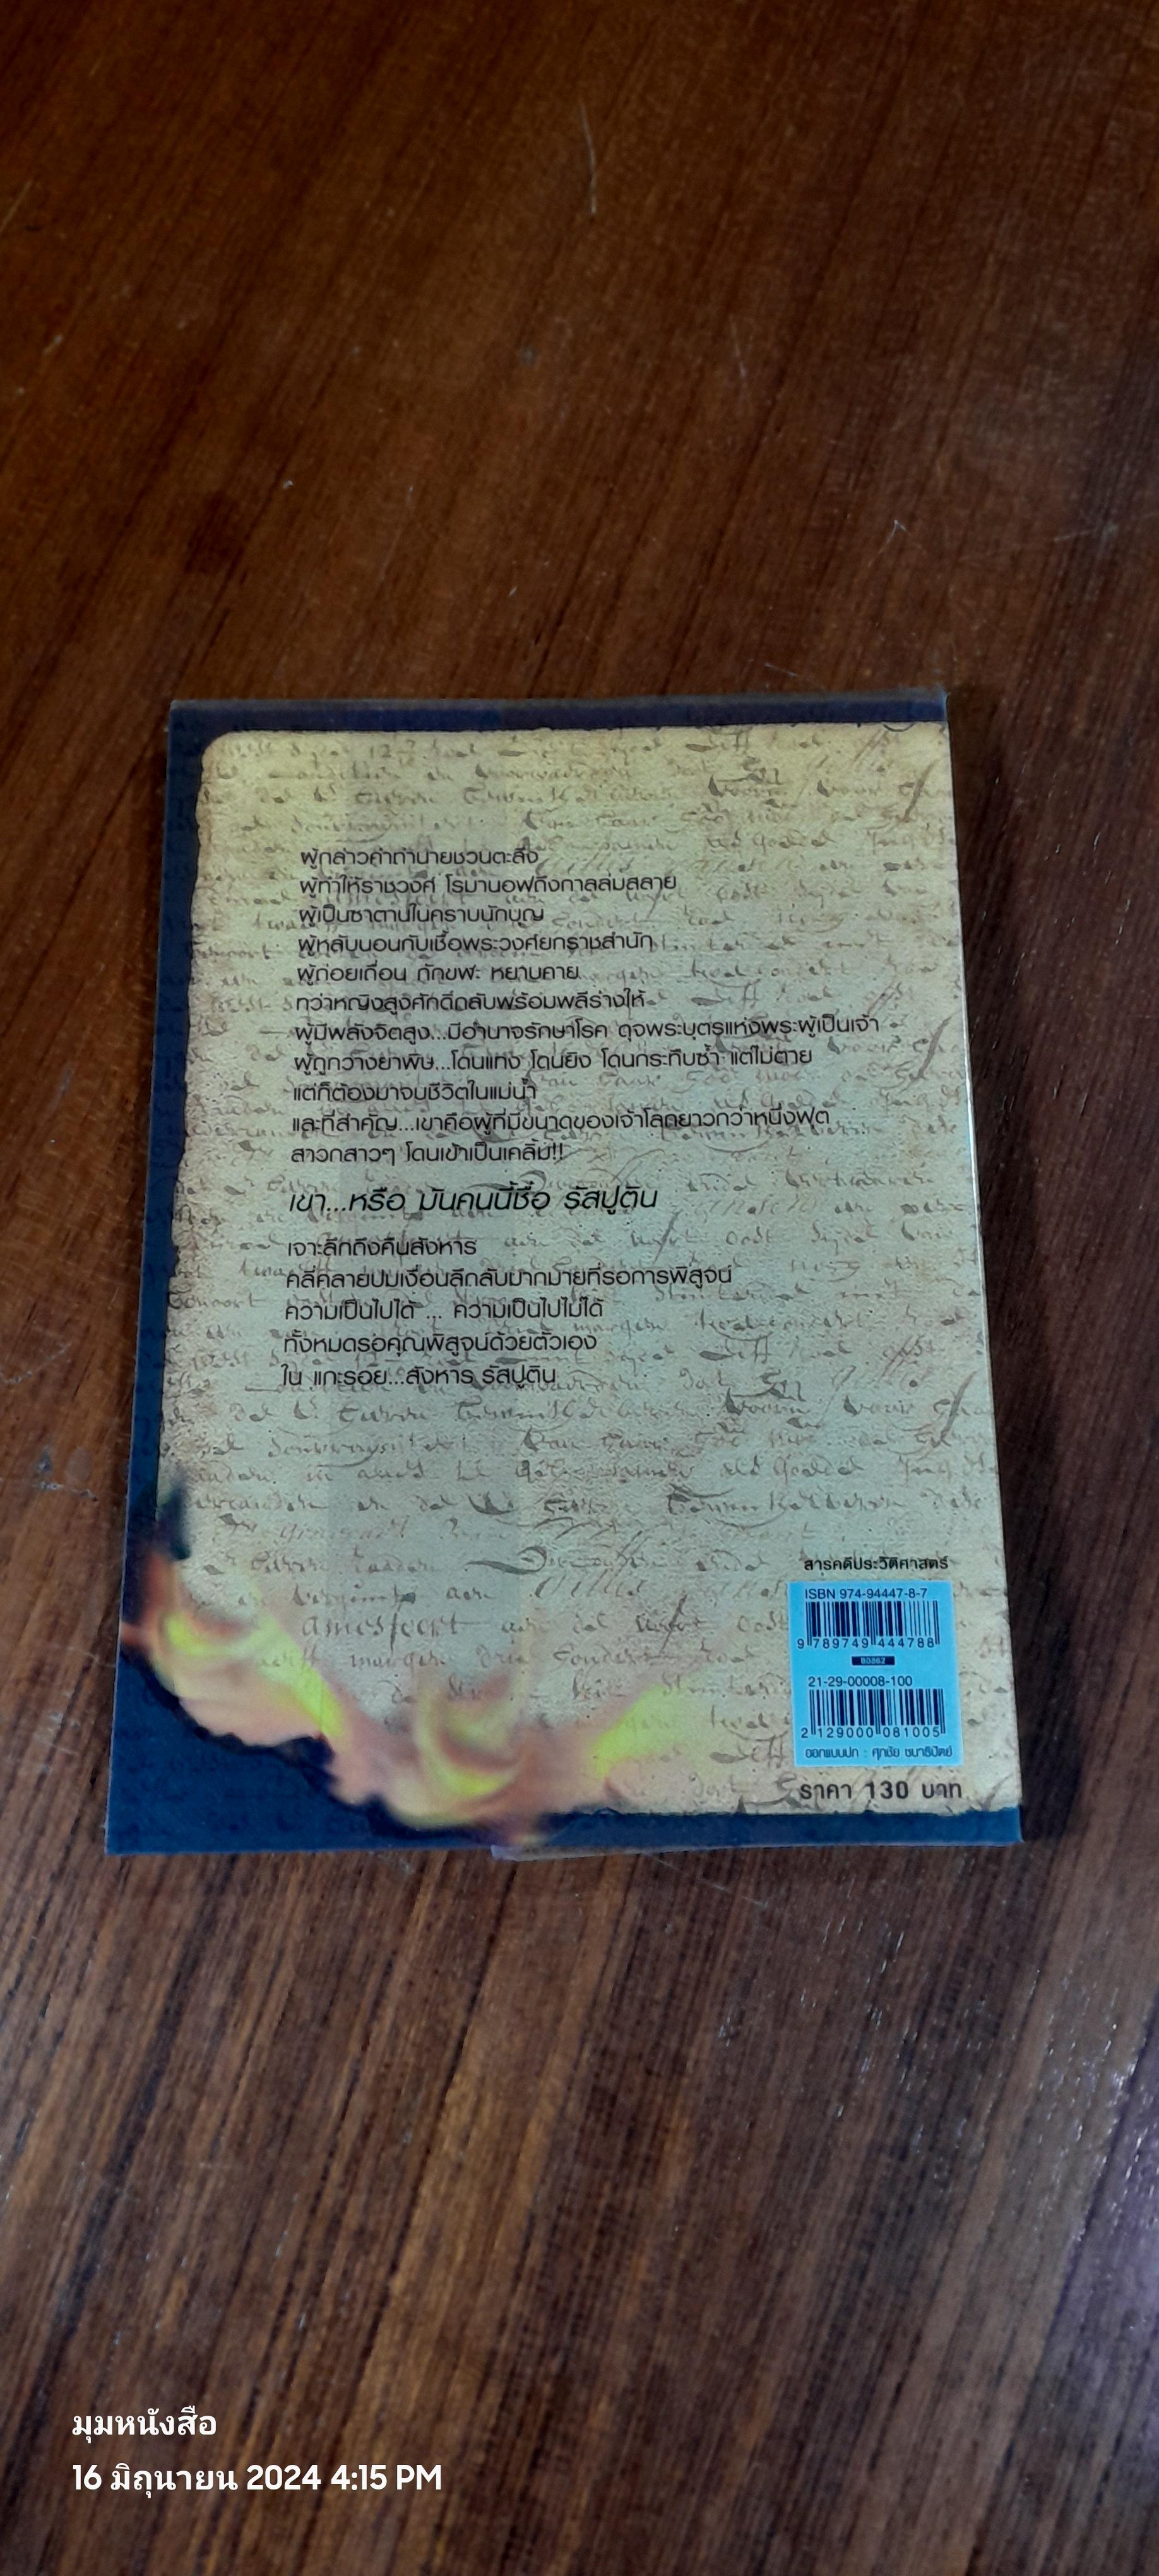 ผู้กล่าวคำทำนายชวนตะลึง
ผู้ทำให้ราชวงศ์ โรมานอฟถึงกาลล่มสลาย
ผู้เป็นซาตานในคราบนักบุญ
ผู้หลับนอนกับเชื้อพระวงศ์ยกราชสำนัก
ผู้ถ่อยเถื่อน กักขฬะ หยาบคาย
ทว่าหญิงสูงศักดิ์กลับพร้อมพลีร่างให้
ผู้มีพลังจิตสูง...มีอำนาจรักษาโรค ดุจพระบุตรแห่งพระผู้เป็นเจ้า
ผู้ถูกวางยาพิษ...โดนแทง โดนยิง โดนกระทืบซ้ำ แต่ไม่ตาย
แต่ก็ต้องมาจบชีวิตในแม่น้ำ
และที่สำคัญ...เขาคือผู้ที่มีขนาดของเจ้าโลกยาวกว่าหนึ่งฟุต
สาวกสาวๆ โดนเข้าเป็นเคลิ้ม!!
เขา...หรือ มันคนนี้ชื่อ รัสปูติน
เจาะลึกถึงคืนสังหาร
คลี่คลายปมเงื่อนลึกลับมากมายที่รอการพิสูจน์
ความเป็นไปได้ ... ความเป็นไปไม่ได้
ทั้งหมดรอคุณพิสูจน์ด้วยตัวเอง
ใน แกะรอย...สังหาร รัสปูติน
สารคดีประวัติศาสตร์
ISBN 974-94447-8-7
9 789749 444788
B0862
21-29-00008-100
2 129000 081005
ออกแบบปก : ศุภชัย ชนาธิปัตย์
ราคา 130 บาท
มุมหนังสือ
16 มิถุนายน 2024 4:15 PM